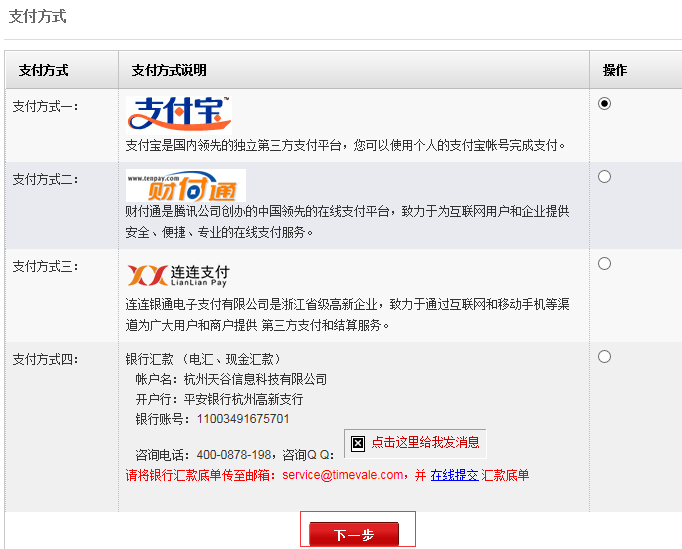 支付方式
支付方式 支付方式说明 操作
支付方式一：
支付宝™
支付宝是国内领先的独立第三方支付平台，您可以使用个人的支付宝帐号完成支付。
支付方式二：
www.tenpay.com
财付通
财付通是腾讯公司创办的中国领先的在线支付平台，致力于为互联网用户和企业提供
安全、便捷、专业的在线支付服务。
支付方式三：
连连支付
LianLian Pay
连连银通电子支付有限公司是浙江省级高新企业，致力于通过互联网和移动手机等渠
道为广大用户和商户提供 第三方支付和结算服务。
支付方式四：
银行汇款 （电汇、现金汇款）
帐户名：杭州天谷信息科技有限公司
开户行：平安银行杭州高新支行
银行账号：11003491675701
咨询电话：400-0878-198，咨询Q Q： 点击这里给我发消息
请将银行汇款底单传至邮箱：service@timevale.com，并 在线提交 汇款底单
下一步